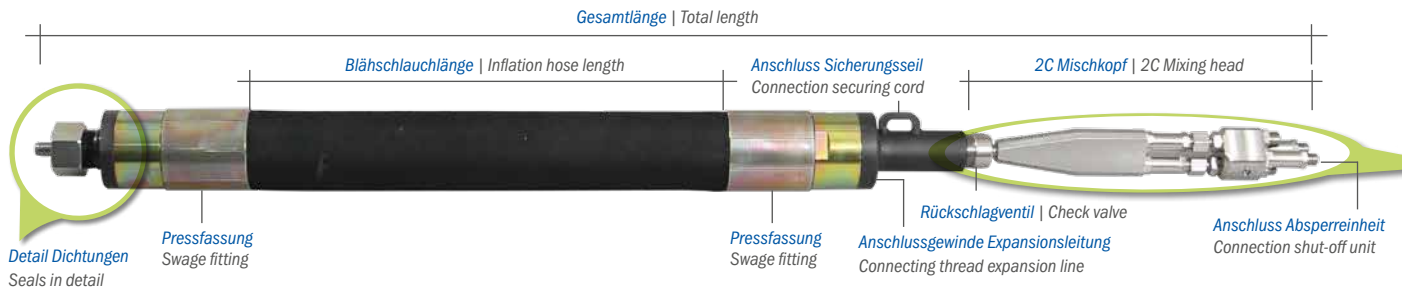 Gesamtlänge | Total length
Blähschlauchlänge | Inflation hose length
Anschluss Sicherungsseil
Connection securing cord
2C Mischkopf | 2C Mixing head
Detail Dichtungen
Seals in detail
Pressfassung
Swage fitting
Pressfassung
Swage fitting
Anschlussgewinde Expansionsleitung
Connecting thread expansion line
Rückschlagventil | Check valve
Anschluss Absperreinheit
Connection shut-off unit